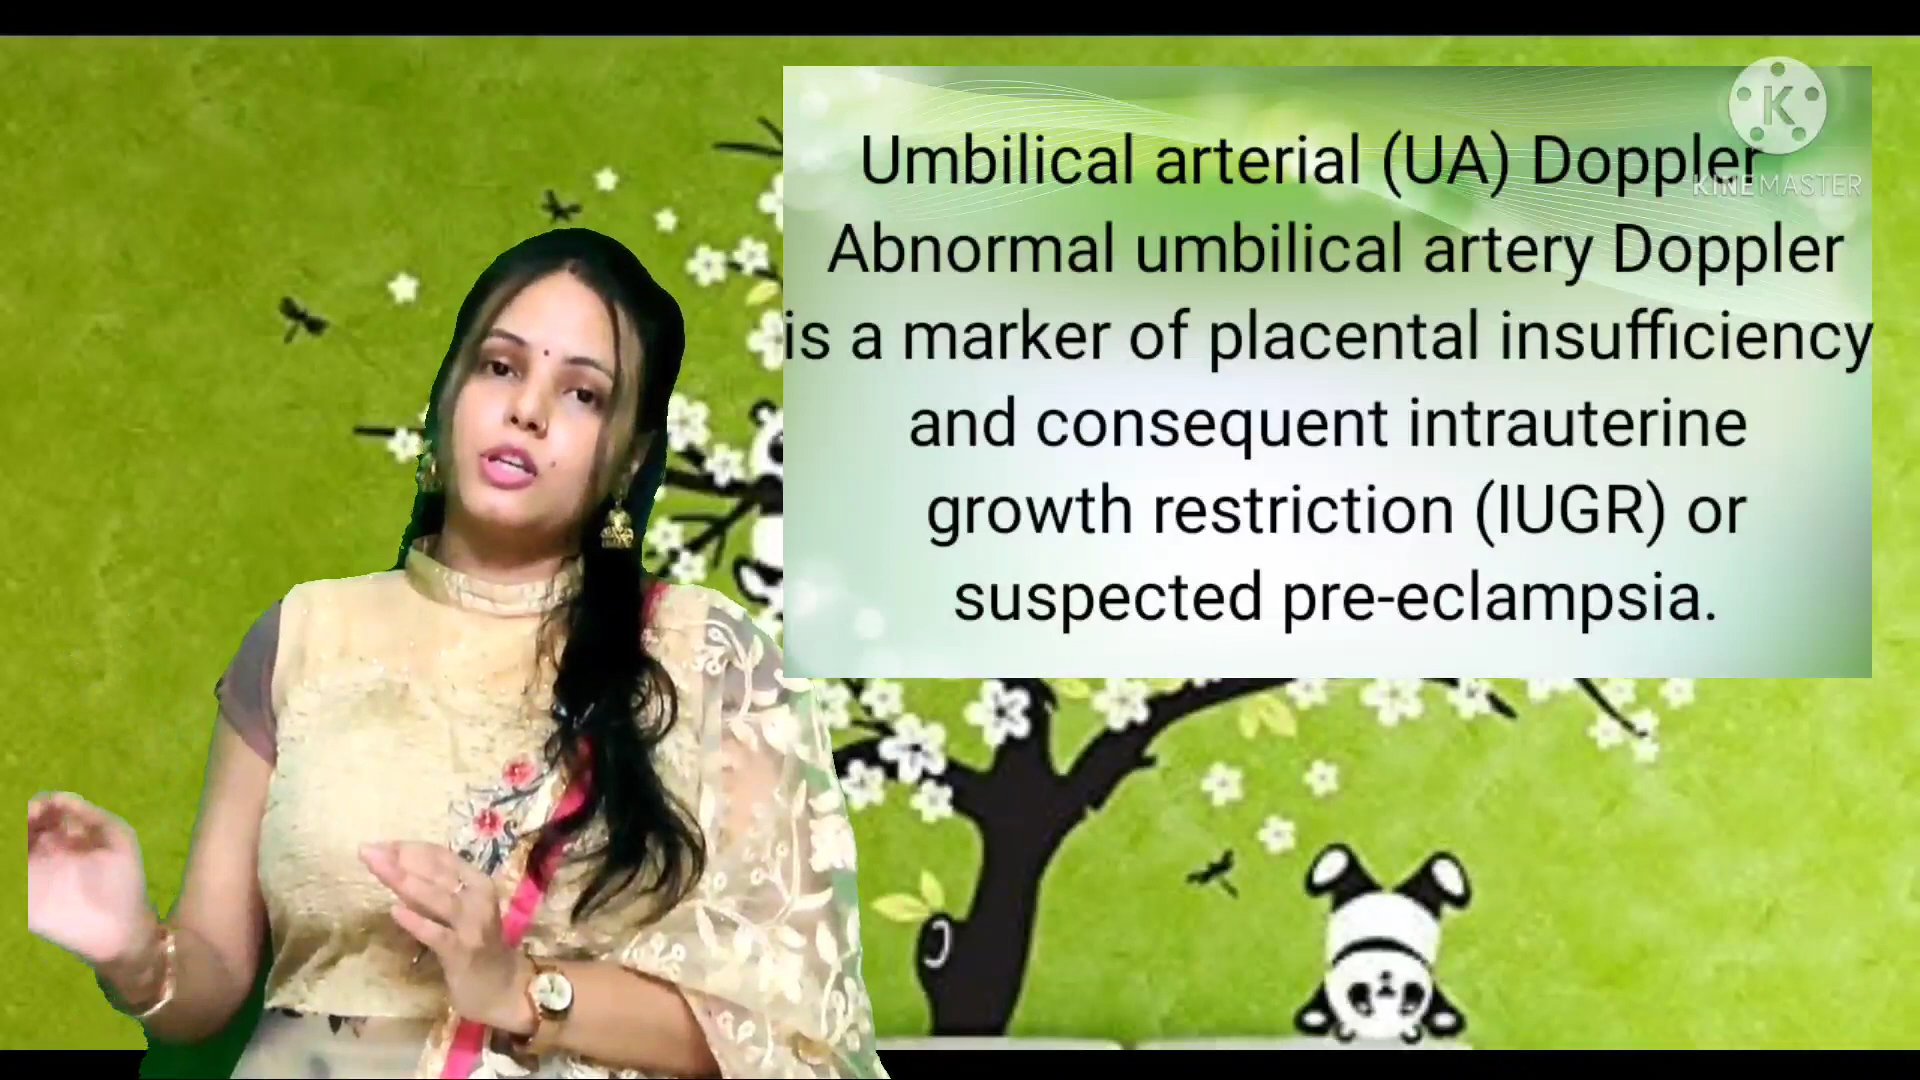 Umbilical arterial (UA) Doppler
Abnormal umbilical artery Doppler
is a marker of placental insufficiency
and consequent intrauterine
growth restriction (IUGR) or
suspected pre-eclampsia.
K
KINEMASTER